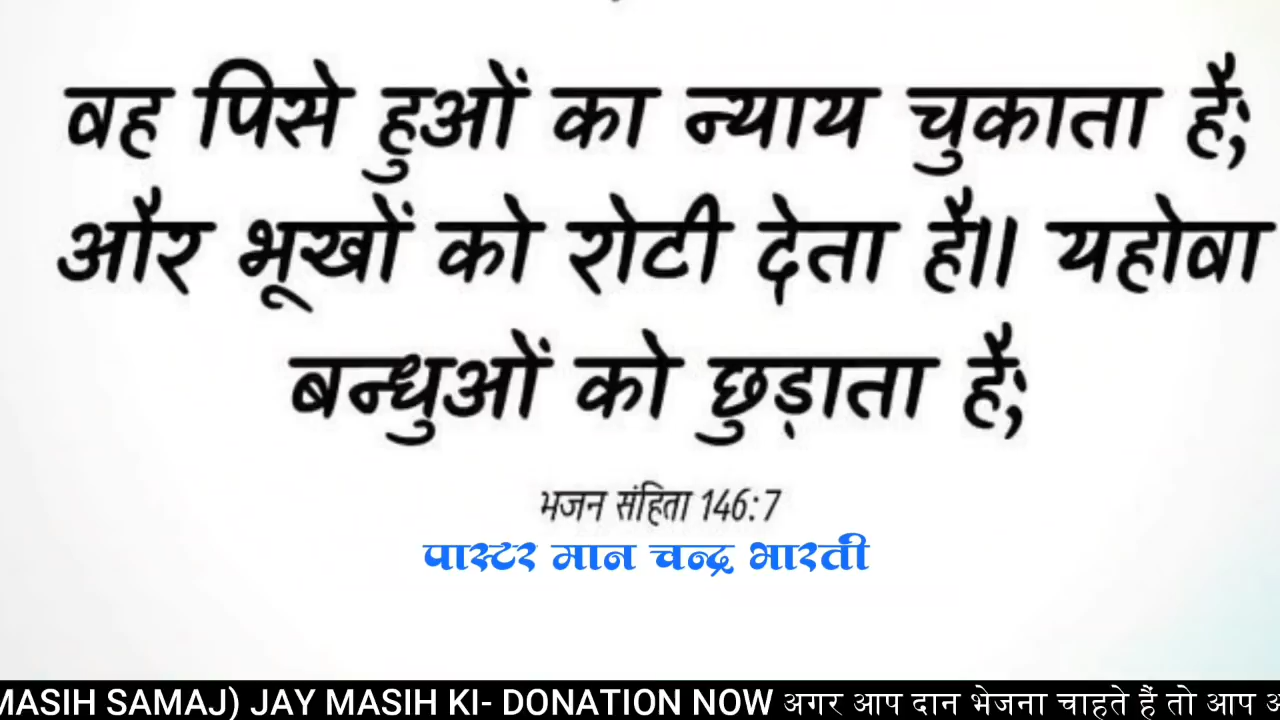 वह पिसे हुओं का न्याय चुकाता है;
और भूखों को रोटी देता है।। यहोवा
बन्धुओं को छुड़ाता है;
भजन संहिता 146:7
पास्टर मान चन्द्र भारती
MASIH SAMAJ) JAY MASIH KI- DONATION NOW अगर आप दान भेजना चाहते हैं तो आप